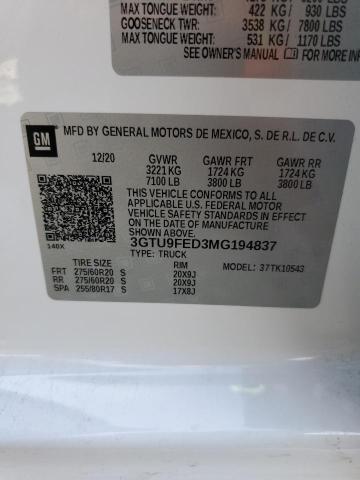 MAX TONGUE WEIGHT: 422 KG / 930 LBS
GOOSENECK TWR: 3538 KG / 7800 LBS
MAX TONGUE WEIGHT: 531 KG / 1170 LBS
SEE OWNER'S MANUAL FOR MORE INFO
GM
MFD BY GENERAL MOTORS DE MEXICO, S. DE R.L. DE C.V.
12/20 GVWR GAWR FRT GAWR RR
3221 KG 1724 KG 1724 KG
7100 LB 3800 LB 3800 LB
THIS VEHICLE CONFORMS TO ALL
APPLICABLE U.S. FEDERAL MOTOR
VEHICLE SAFETY STANDARDS IN EFFECT ON
THE DATE OF MANUFACTURE SHOWN ABOVE.
3GTU9FED3MG194837
140X TYPE: TRUCK
MODEL: 37TK10543
TIRE SIZE RIM
FRT 275/60R20 S 20X9J
RR 275/60R20 S 20X9J
SPA 255/80R17 S 17X8J